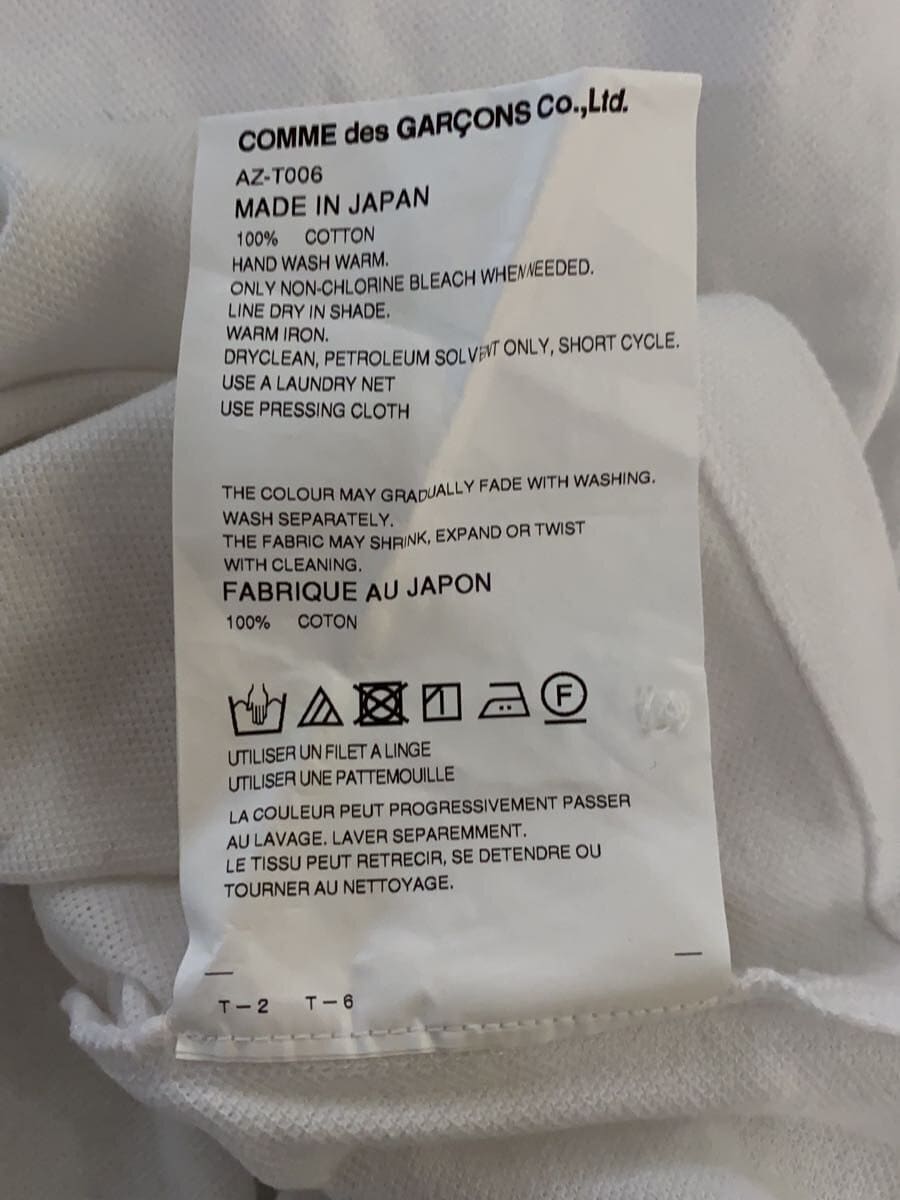 COMME des GARÇONS Co.,Ltd.
AZ-T006
MADE IN JAPAN
100% COTTON
HAND WASH WARM.
ONLY NON-CHLORINE BLEACH WHEN NEEDED.
LINE DRY IN SHADE.
WARM IRON.
DRYCLEAN, PETROLEUM SOLVENT ONLY, SHORT CYCLE.
USE A LAUNDRY NET
USE PRESSING CLOTH
THE COLOUR MAY GRADUALLY FADE WITH WASHING.
WASH SEPARATELY.
THE FABRIC MAY SHRINK, EXPAND OR TWIST
WITH CLEANING.
FABRIQUE AU JAPON
100% COTON
F
UTILISER UN FILET A LINGE
UTILISER UNE PATTEMOUILLE
LA COULEUR PEUT PROGRESSIVEMENT PASSER
AU LAVAGE. LAVER SEPAREMMENT.
LE TISSU PEUT RETRECIR, SE DETENDRE OU
TOURNER AU NETTOYAGE.
T-2 T-6